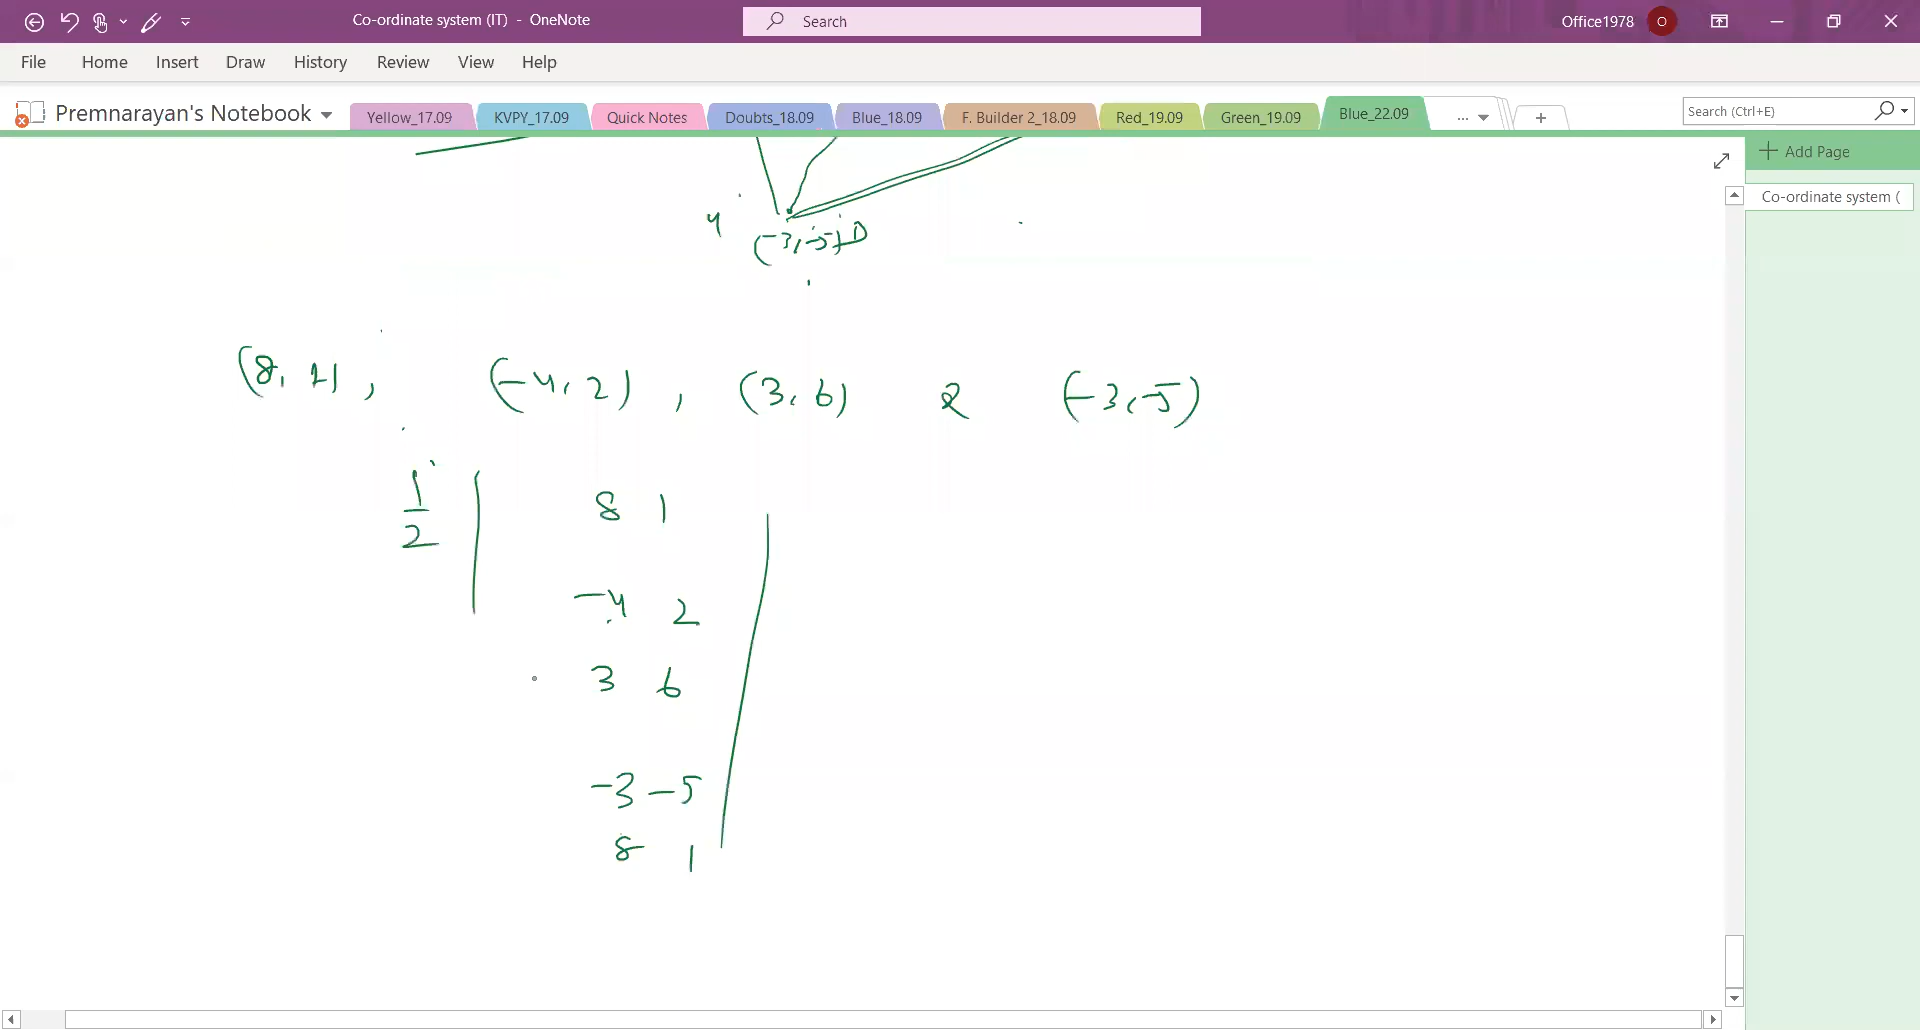 Co-ordinate system (IT) - OneNote
Search
Office1978
O
File Home Insert Draw History Review View Help
Premnarayan's Notebook
Yellow_17.09 KVPY_17.09 Quick Notes Doubts_18.09 Blue_18.09 F. Builder 2_18.09 Red_19.09 Green_19.09 Blue_22.09 ...
Search (Ctrl+E)
Add Page
Co-ordinate system (
4
(-3,-5) D
(8, 1), (-4, 2), (3, 6) & (-3,-5)
1/2
8 1
-4 2
3 6
-3 -5
8 1